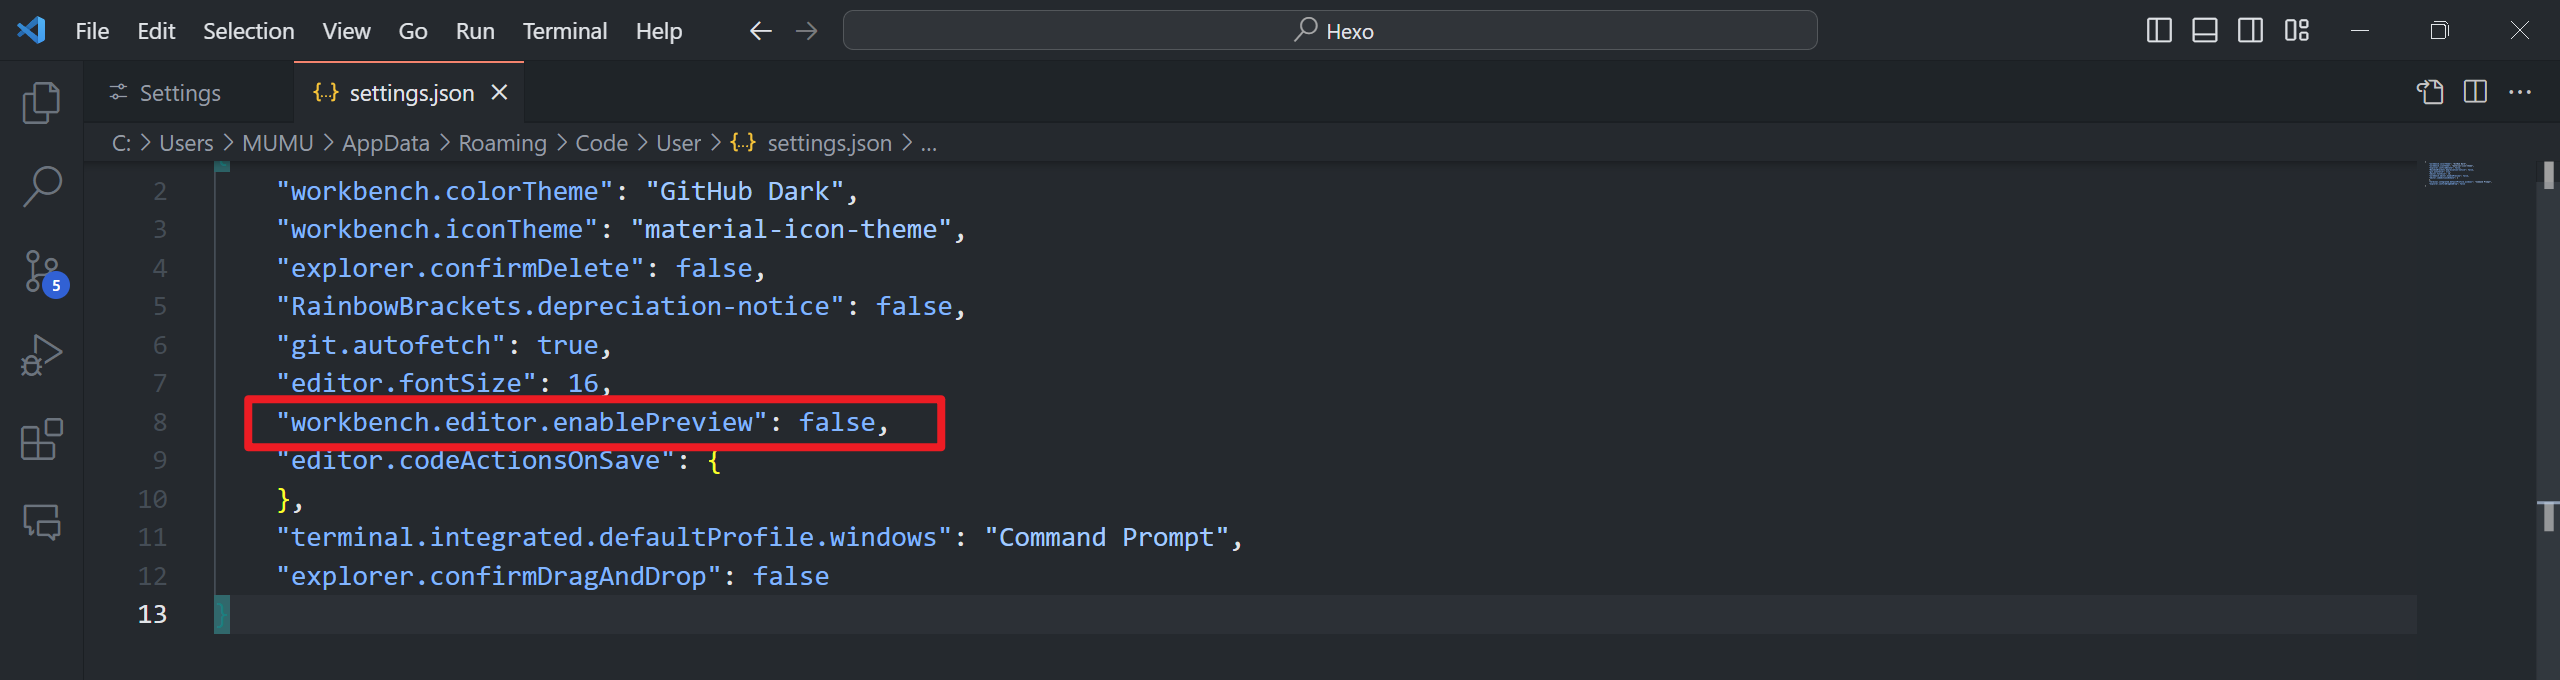 File Edit Selection View Go Run Terminal Help Hexo
Settings {...} settings.json
C: > Users > MUMU > AppData > Roaming > Code > User > {...} settings.json > ...
2 "workbench.colorTheme": "GitHub Dark",
3 "workbench.iconTheme": "material-icon-theme",
4 "explorer.confirmDelete": false,
5 "RainbowBrackets.depreciation-notice": false,
6 "git.autofetch": true,
7 "editor.fontSize": 16,
8 "workbench.editor.enablePreview": false,
9 "editor.codeActionsOnSave": {
10 },
11 "terminal.integrated.defaultProfile.windows": "Command Prompt",
12 "explorer.confirmDragAndDrop": false
13 }
5